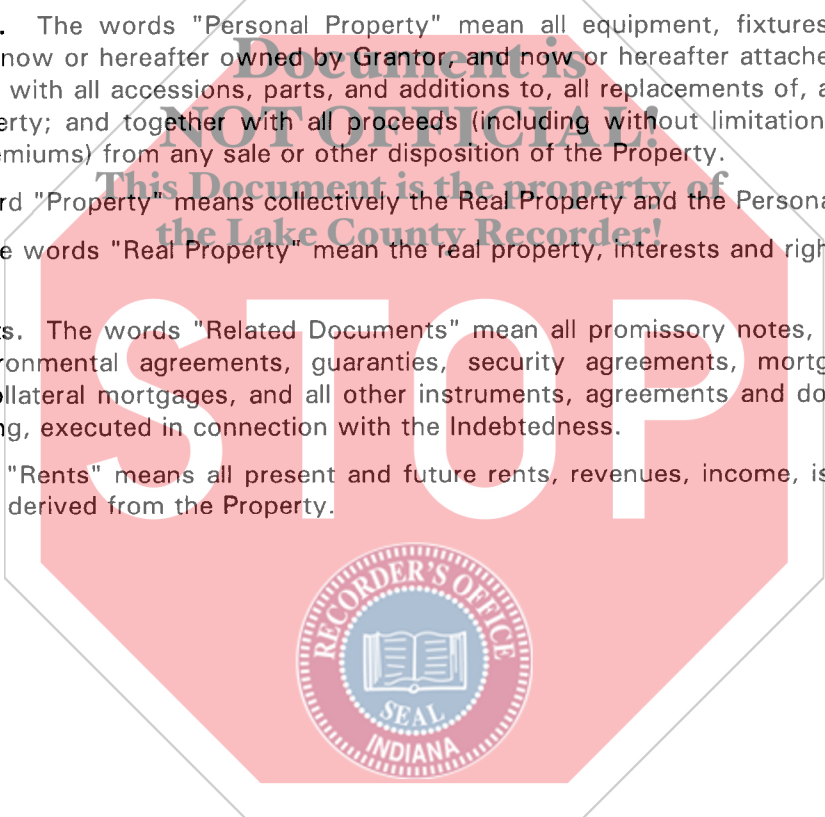 . The words "Personal Property" mean all equipment, fixtures
now or hereafter owned by Grantor, and now or hereafter attache
with all accessions, parts, and additions to, all replacements of, a
erty; and together with all proceeds (including without limitation
emiums) from any sale or other disposition of the Property.
rd "Property" means collectively the Real Property and the Persona
e words "Real Property" mean the real property, interests and righ
ts. The words "Related Documents" mean all promissory notes,
ronmental agreements, guaranties, security agreements, mortg
ollateral mortgages, and all other instruments, agreements and do
ng, executed in connection with the Indebtedness.
"Rents" means all present and future rents, revenues, income, is
derived from the Property.
Document is
NOT OFFICIAL!
This Document is the property of
the Lake County Recorder!
STOP
RECORDER'S OFFICE
SEAL
INDIANA